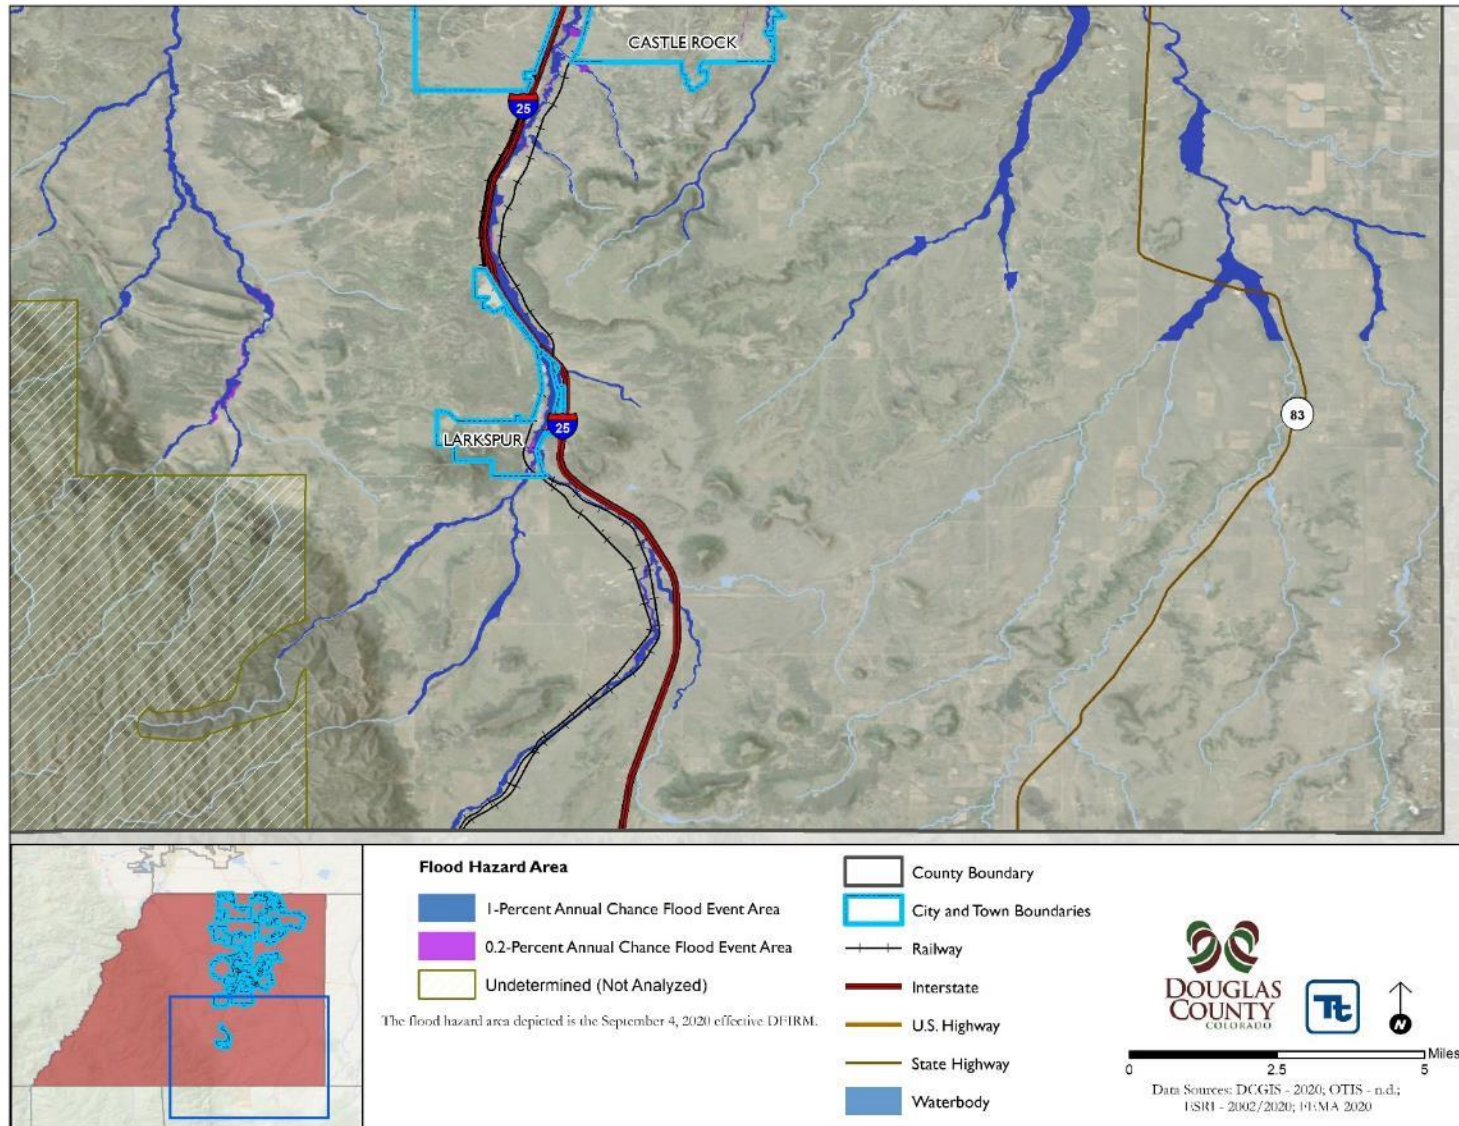 CASTLE ROCK
25
LARKSPUR
25
83
Flood Hazard Area
1-Percent Annual Chance Flood Event Area
0.2-Percent Annual Chance Flood Event Area
Undetermined (Not Analyzed)
The flood hazard area depicted is the September 4, 2020 effective DFIRM.
County Boundary
City and Town Boundaries
Railway
Interstate
U.S. Highway
State Highway
Waterbody
DOUGLAS
COUNTY
COLORADO
Tt
N
Miles
0 2.5 5
Data Sources: DCGIS - 2020; OTIS - n.d.;
ESRI - 2002/2020; FEMA 2020